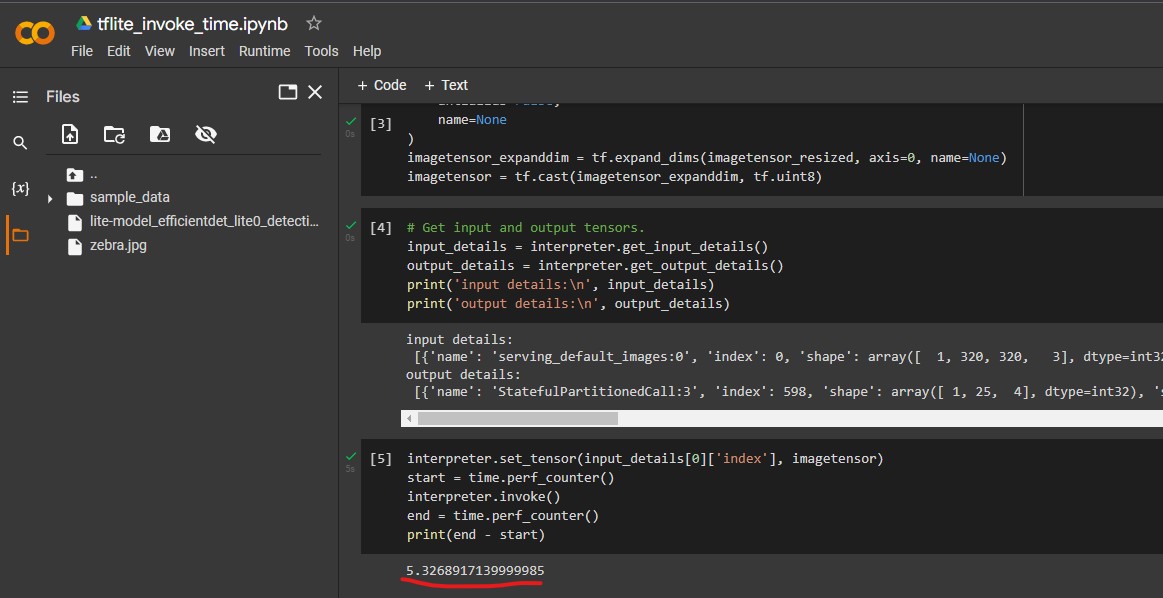 tflite_invoke_time.ipynb
File Edit View Insert Runtime Tools Help
Files
+ Code + Text
..
sample_data
lite-model_efficientdet_lite0_detecti...
zebra.jpg
{x}
0s
[3]
name=None
)
imagetensor_expanddim = tf.expand_dims(imagetensor_resized, axis=0, name=None)
imagetensor = tf.cast(imagetensor_expanddim, tf.uint8)
0s
[4]
# Get input and output tensors.
input_details = interpreter.get_input_details()
output_details = interpreter.get_output_details()
print('input details:\n', input_details)
print('output details:\n', output_details)
input details:
[{'name': 'serving_default_images:0', 'index': 0, 'shape': array([  1, 320, 320,   3], dtype=int32
output details:
[{'name': 'StatefulPartitionedCall:3', 'index': 598, 'shape': array([ 1, 25,  4], dtype=int32), 's
5s
[5]
interpreter.set_tensor(input_details[0]['index'], imagetensor)
start = time.perf_counter()
interpreter.invoke()
end = time.perf_counter()
print(end - start)
5.3268917139999985